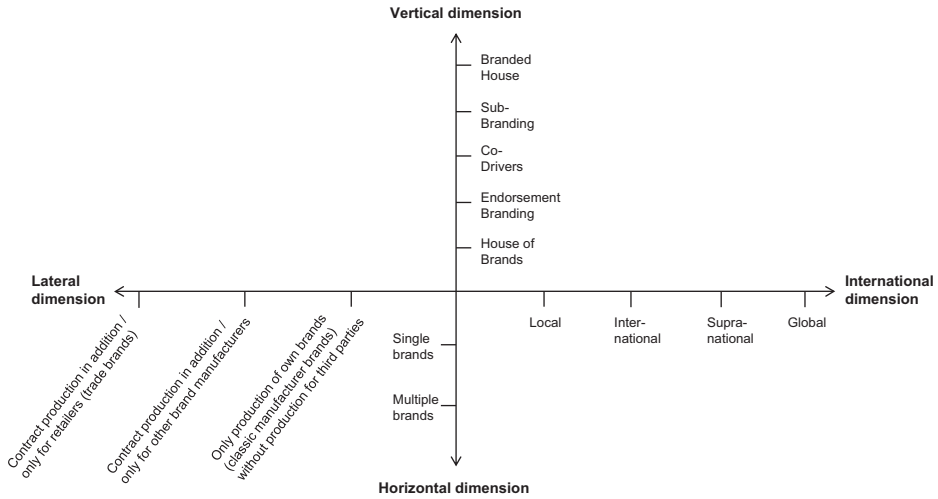 Vertical dimension
Branded
House
Sub-
Branding
Co-
Drivers
Endorsement
Branding
House of
Brands
Lateral
dimension
International
dimension
Local
Inter-
national
Supra-
national
Global
Contract production in addition /
only for retailers (trade brands)
Contract production in addition /
only for other brand manufacturers
Only production of own brands
(classic manufacturer brands)
without production for third parties
Single
brands
Multiple
brands
Horizontal dimension